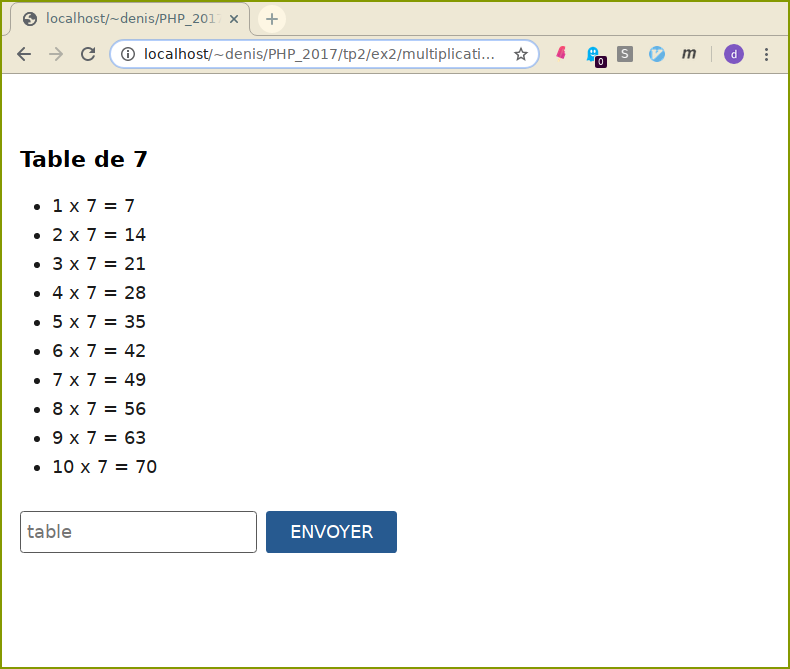 localhost/~denis/PHP_2017
localhost/~denis/PHP_2017/tp2/ex2/multiplicati...
0
S
m
d
Table de 7
1 x 7 = 7
2 x 7 = 14
3 x 7 = 21
4 x 7 = 28
5 x 7 = 35
6 x 7 = 42
7 x 7 = 49
8 x 7 = 56
9 x 7 = 63
10 x 7 = 70
table
ENVOYER